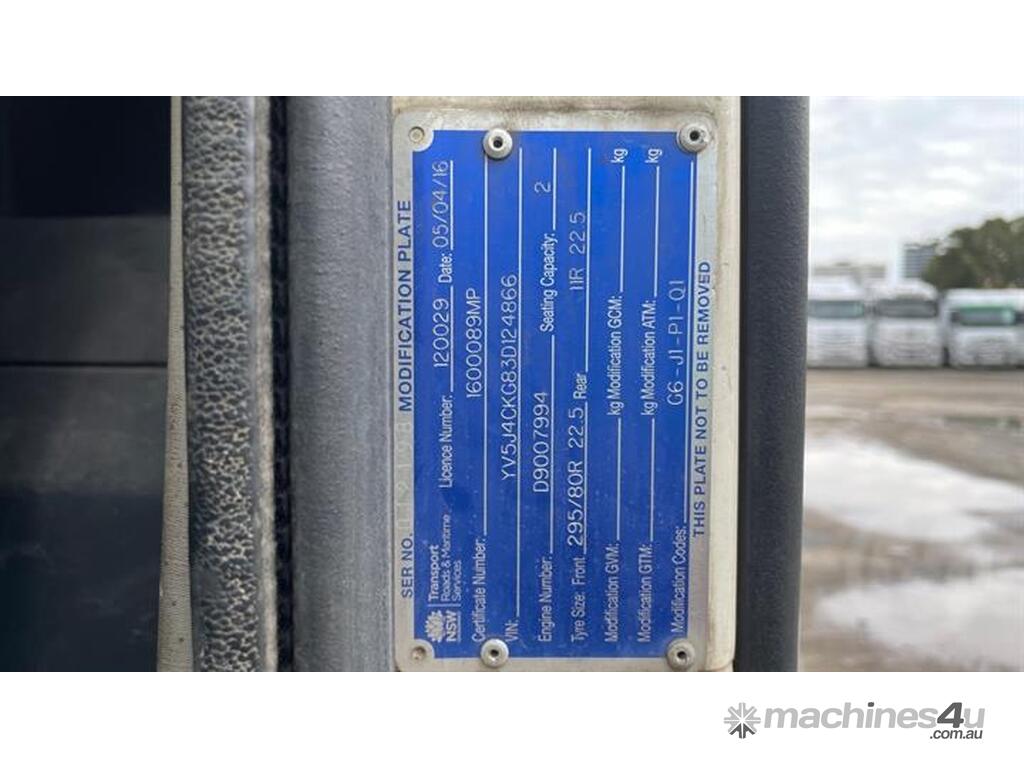 SER NO. MODIFICATION PLATE
NSW Transport
Roads & Maritime
Services
Licence Number: 120029 Date: 05/04/16
Certificate Number: 1600089MP
VIN: YV5J4CKG83D124866
Engine Number: D9007994 Seating Capacity: 2
Tyre Size: Front 295/80R 22.5 Rear 11R 22.5
Modification GVM: kg Modification GCM: kg
Modification GTM: kg Modification ATM: kg
Modification Codes: G6-J1-P1-Q1
THIS PLATE NOT TO BE REMOVED
machines4u
.com.au